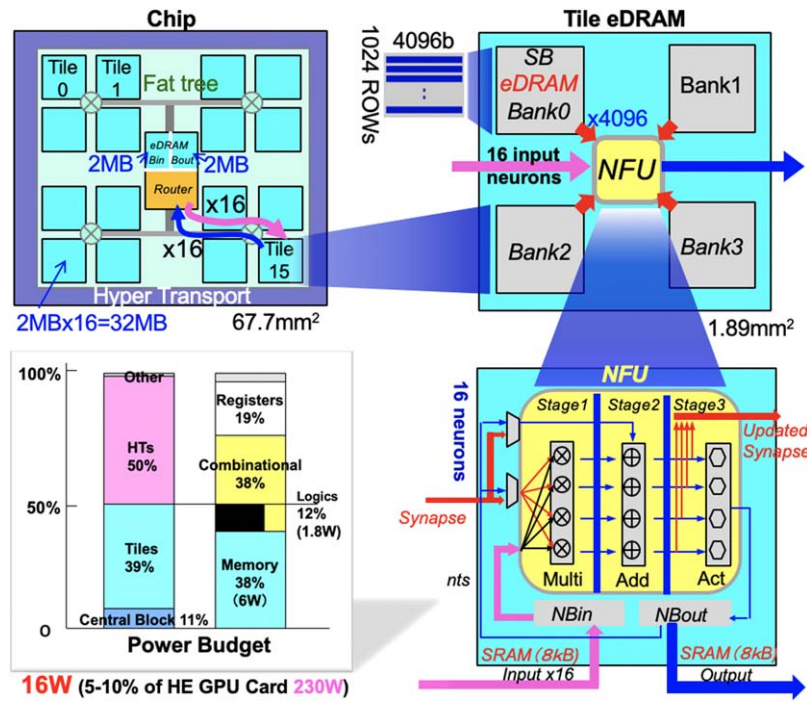 Chip
Tile
0
Tile
1
Fat tree
eDRAM
Bin Bout
2MB
2MB
Router
x16
x16
Tile
15
Hyper Transport
2MBx16=32MB
67.7mm²
Tile eDRAM
4096b
1024 ROWs
:
SB
eDRAM
Bank0
Bank1
x4096
16 input
neurons
NFU
Bank2
Bank3
1.89mm²
100%
50%
0
Other
HTs
50%
Tiles
39%
Central Block 11%
Registers
19%
Combinational
38%
Logics
12%
(1.8W)
Memory
38%
(6W)
Power Budget
16W (5-10% of HE GPU Card 230W)
NFU
16 neurons
Stage1
Stage2
Stage3
Updated
Synapse
Synapse
nts
Multi
Add
Act
NBin
NBout
SRAM (8kB)
Input x16
SRAM (8kB)
Output